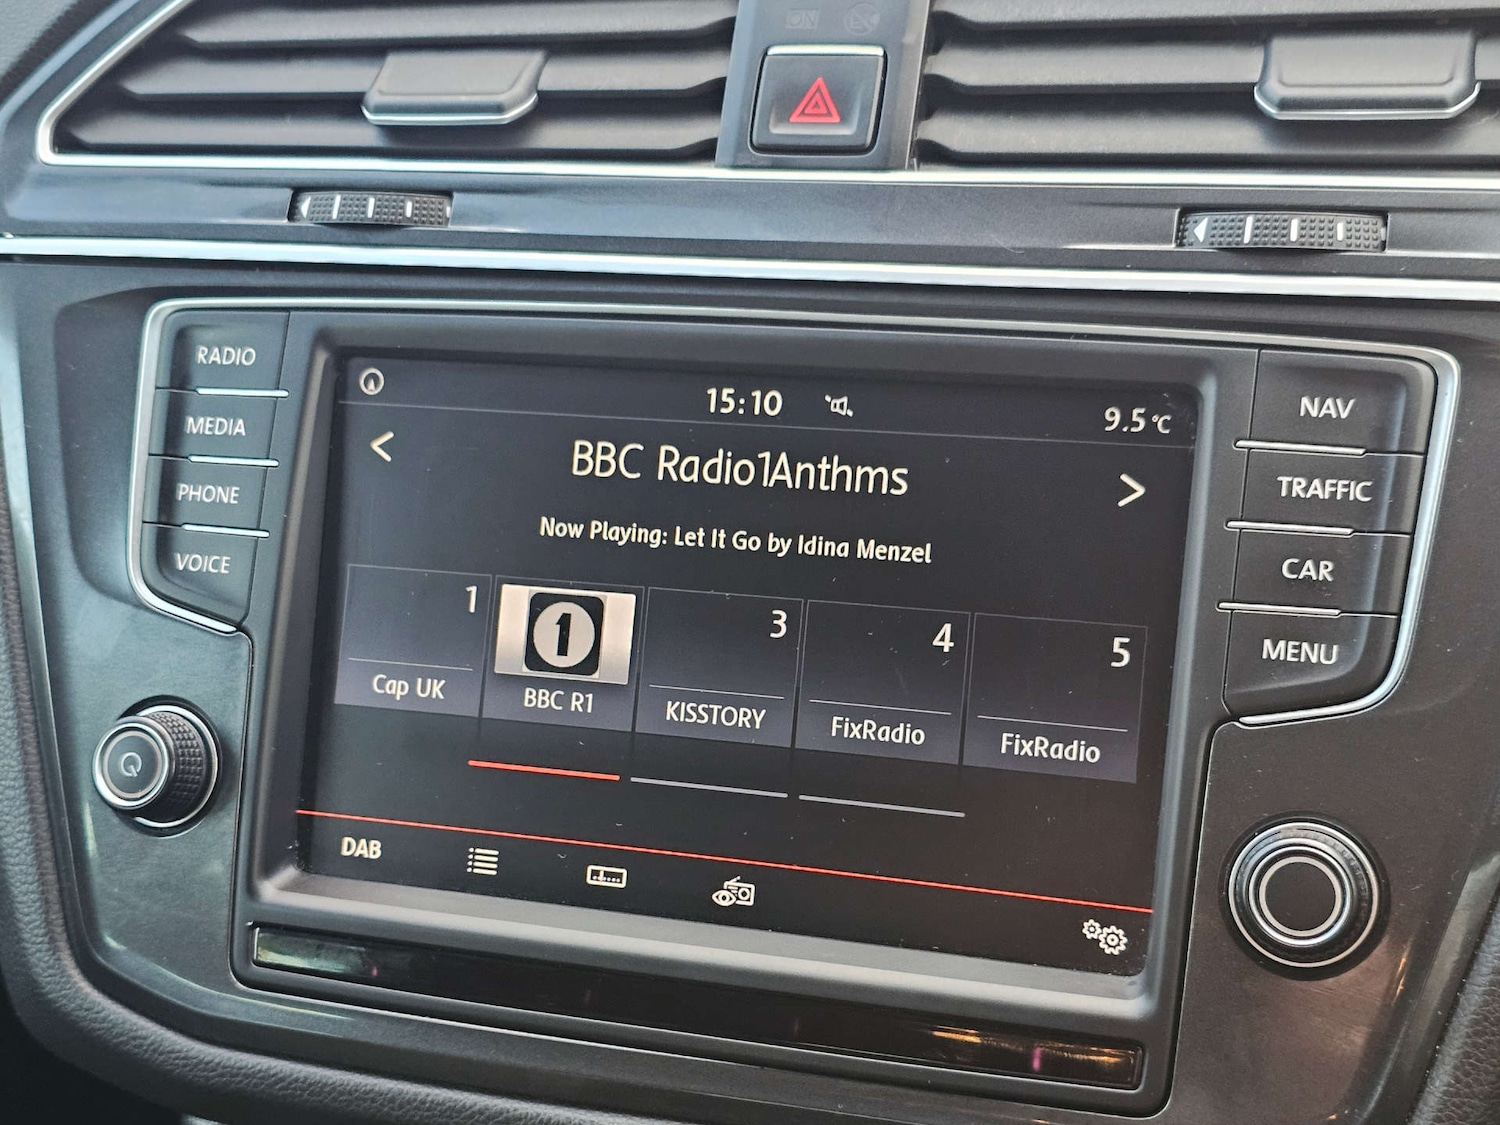 RADIO
MEDIA
PHONE
VOICE
15:10
9.5 °C
<
BBC Radio1Anthms
>
Now Playing: Let It Go by Idina Menzel
1
Cap UK
1
BBC R1
3
KISSTORY
4
FixRadio
5
FixRadio
DAB
NAV
TRAFFIC
CAR
MENU